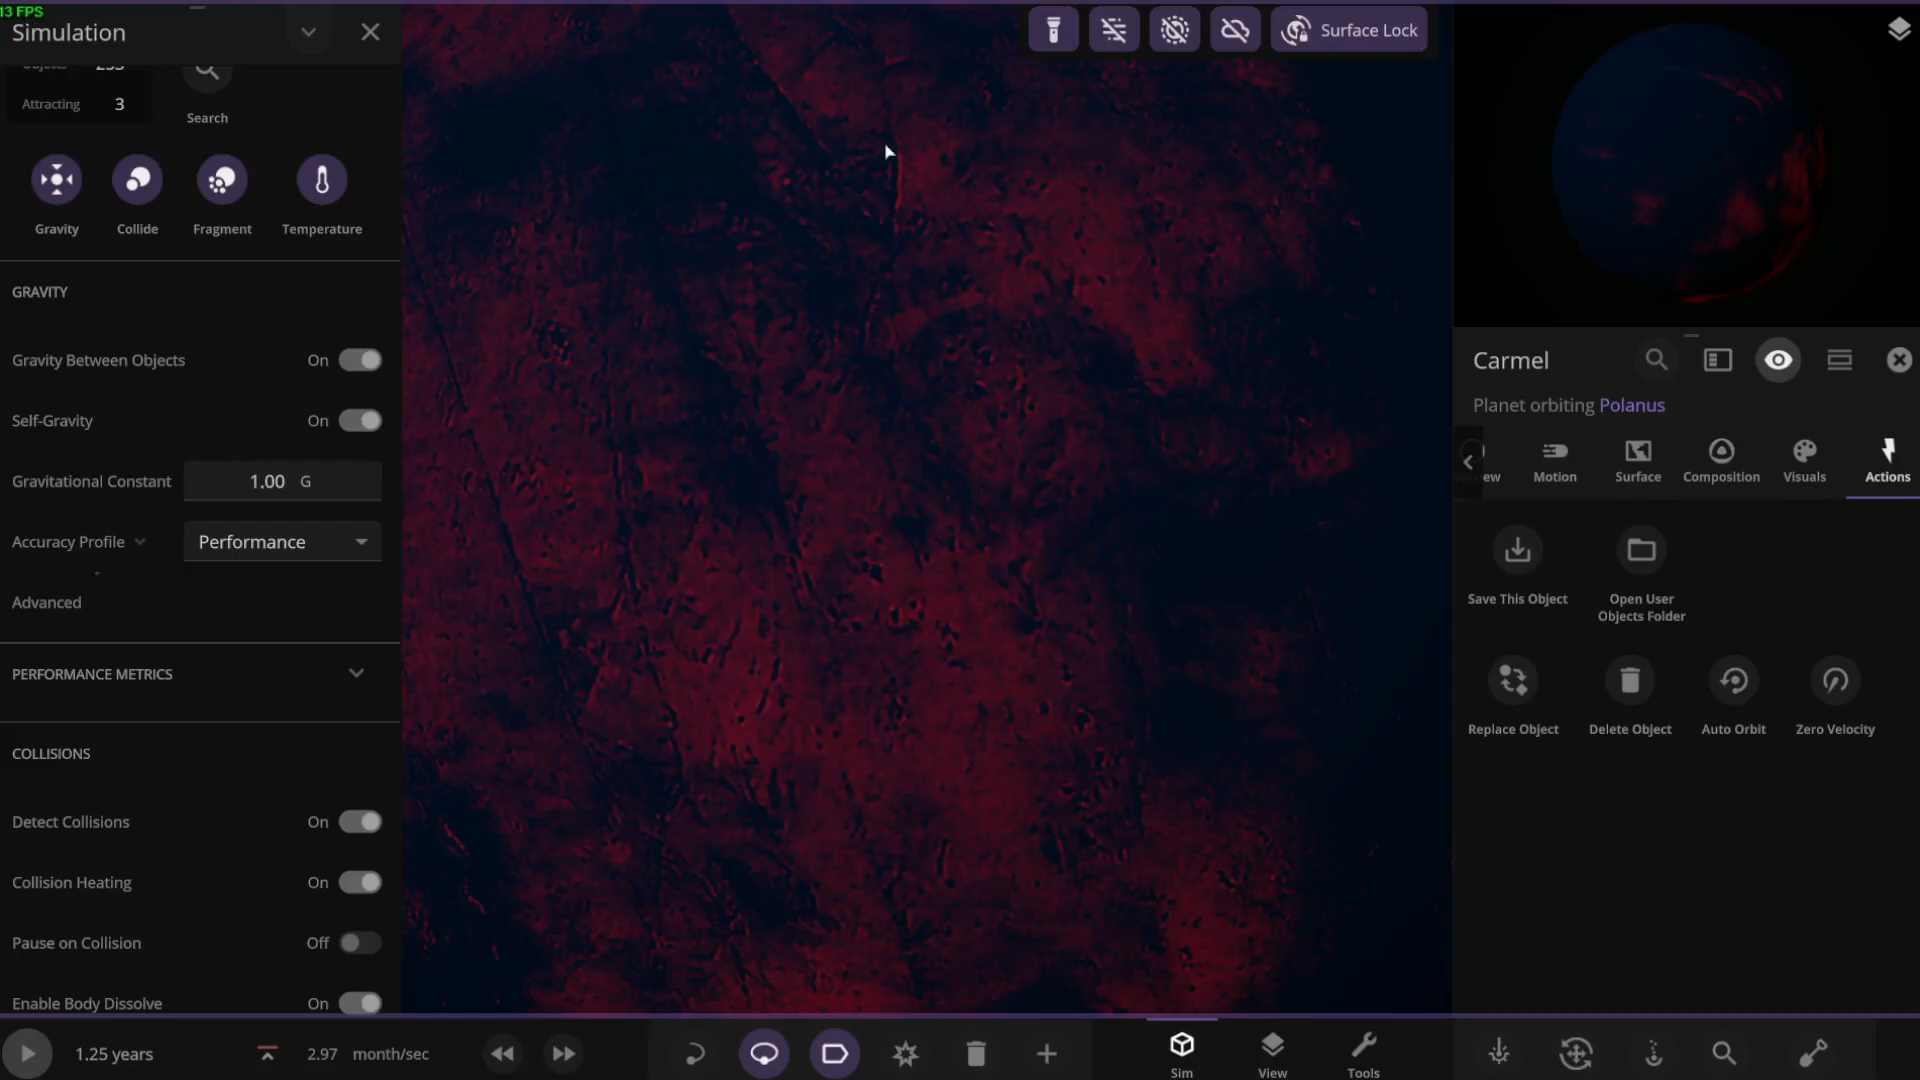 13 FPS
Simulation
Objects 233
Attracting 3
Search
Gravity
Collide
Fragment
Temperature
GRAVITY
Gravity Between Objects On
Self-Gravity On
Gravitational Constant 1.00 G
Accuracy Profile Performance
Advanced
PERFORMANCE METRICS
COLLISIONS
Detect Collisions On
Collision Heating On
Pause on Collision Off
Enable Body Dissolve On
Surface Lock
Carmel
Planet orbiting Polanus
Motion
Surface
Composition
Visuals
Actions
Save This Object
Open User
Objects Folder
Replace Object
Delete Object
Auto Orbit
Zero Velocity
1.25 years
2.97 month/sec
Sim
View
Tools